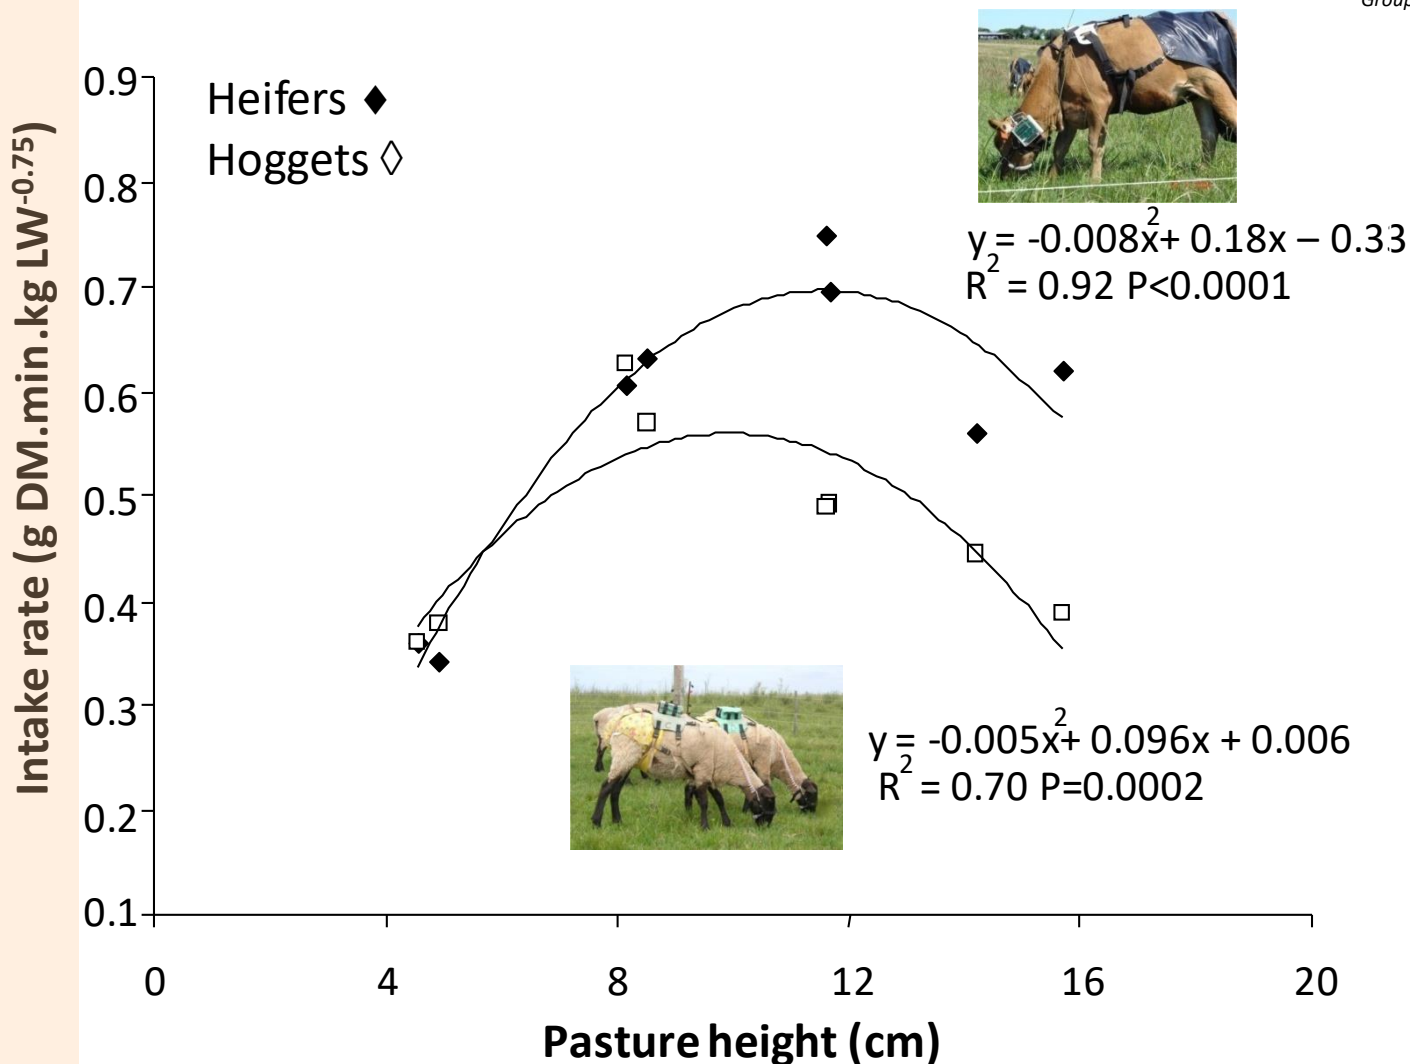 Group
0.9
0.8
0.7
0.6
0.5
0.4
0.3
0.2
0.1
Intake rate (g DM.min.kg LW-0.75)
Heifers ◆
Hoggets ◇
y = -0.008x2 + 0.18x – 0.33
R2 = 0.92 P<0.0001
y = -0.005x2 + 0.096x + 0.006
R2 = 0.70 P=0.0002
0 4 8 12 16 20
Pasture height (cm)